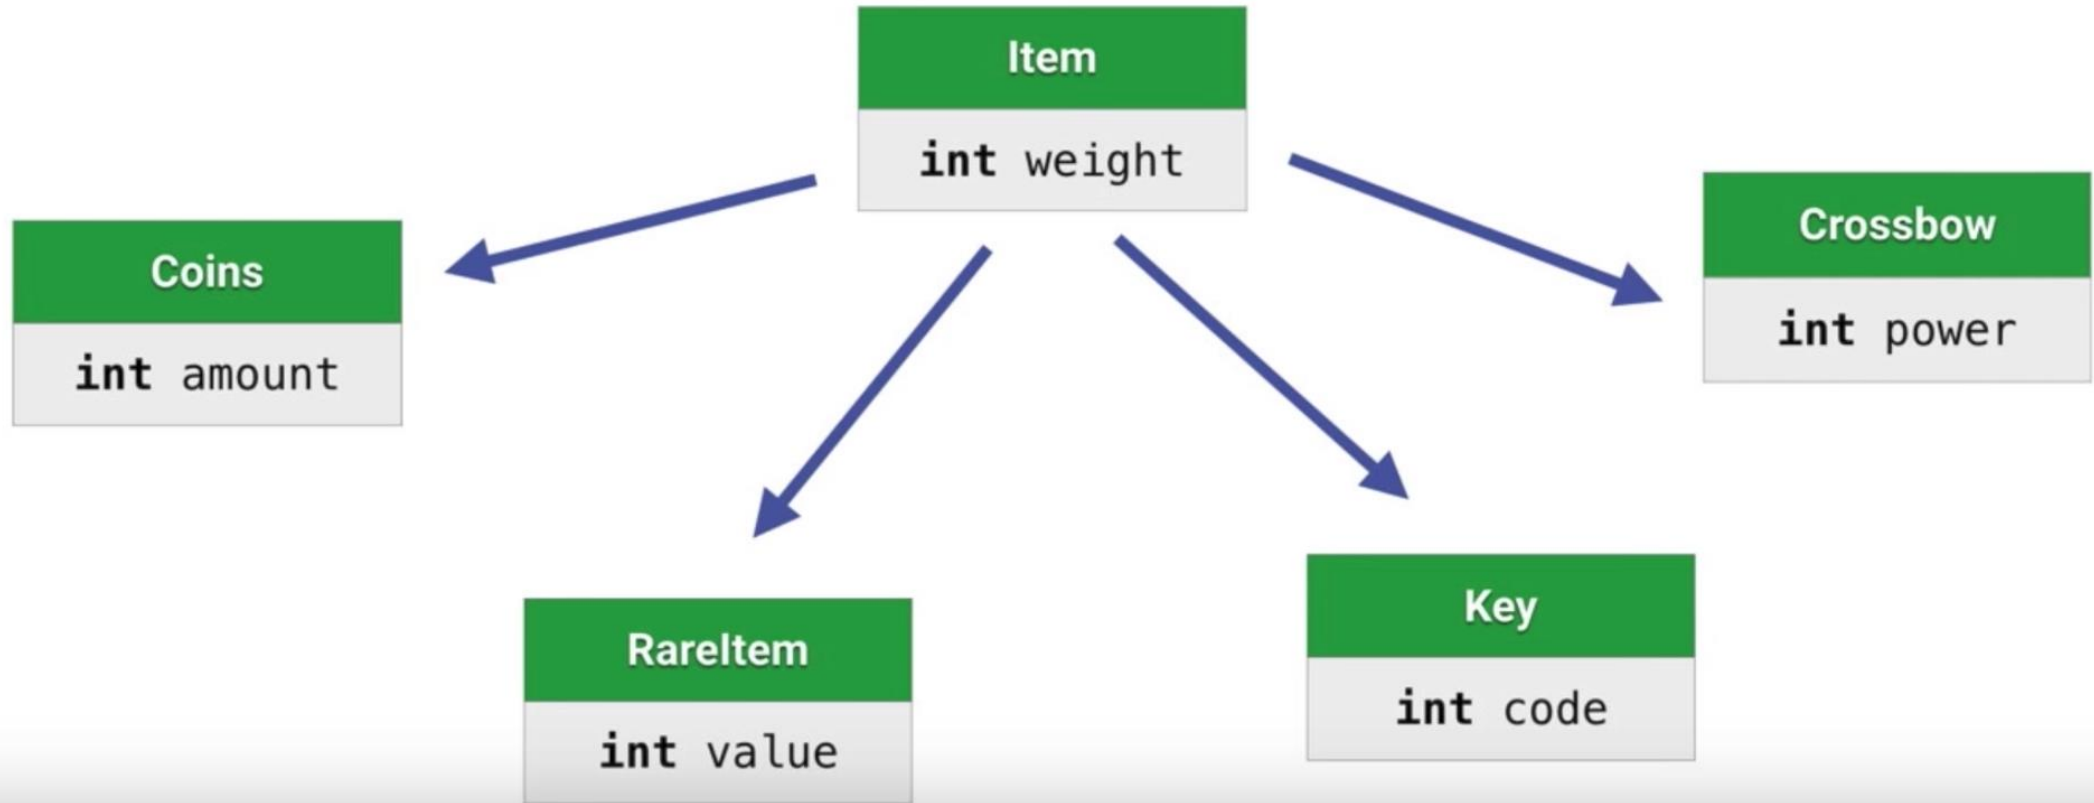 Item
int weight
Coins
int amount
Crossbow
int power
RareItem
int value
Key
int code